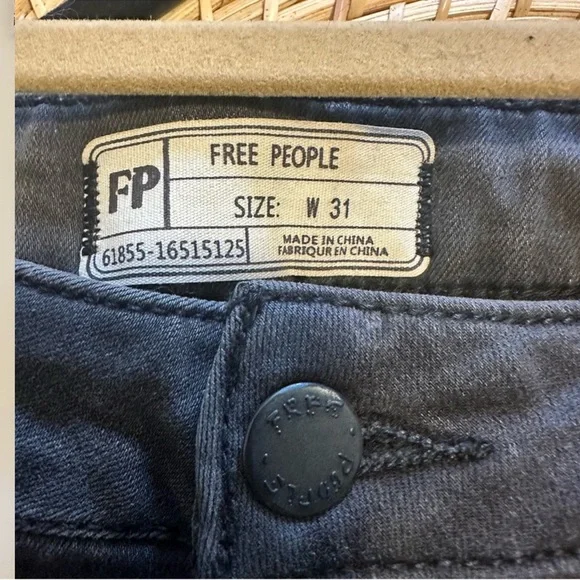 FP
FREE PEOPLE
SIZE: W 31
61855-16515125
MADE IN CHINA
FABRIQUR EN CHINA
FREE
PEOPLE